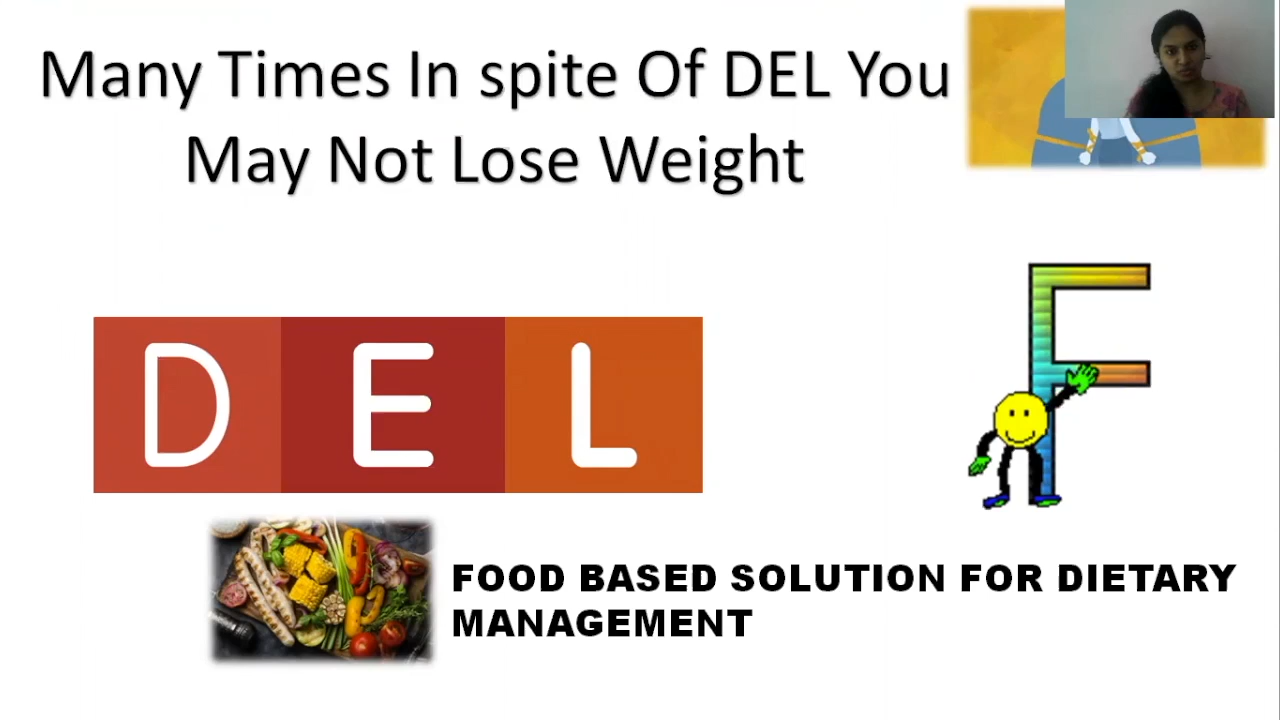 Many Times In spite Of DEL You
May Not Lose Weight
D E L
F
FOOD BASED SOLUTION FOR DIETARY
MANAGEMENT